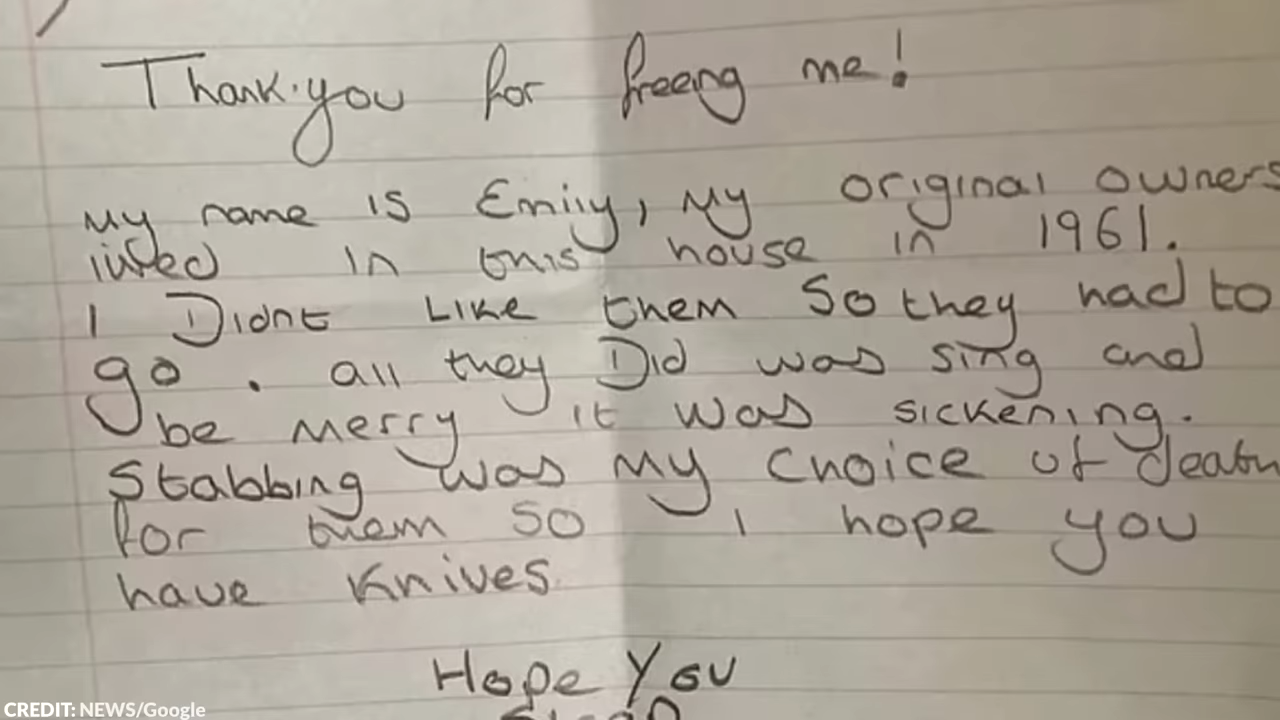 Thank you for freeing me!
My name is Emily, My original owners
lived in this house in 1961.
I Didnt Like them So they had to
go. all they Did was sing and
be merry it was sickening.
Stabbing was my choice of death
for them so I hope you
have Knives.
Hope You
CREDIT: NEWS/Google